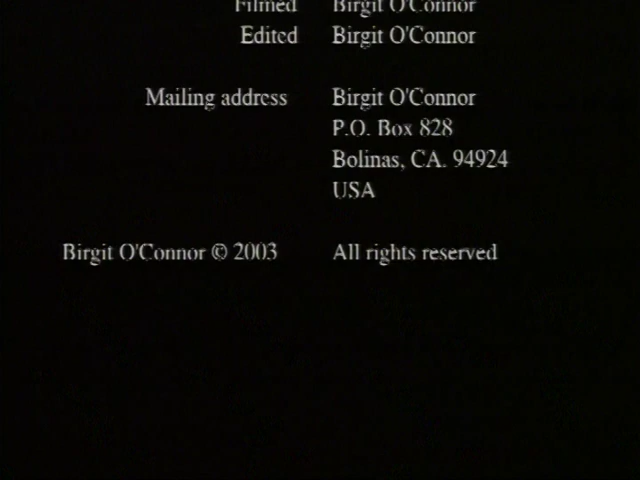 Filmed Birgit O'Connor
Edited Birgit O'Connor
Mailing address Birgit O'Connor
P.O. Box 828
Bolinas, CA. 94924
USA
Birgit O'Connor © 2003 All rights reserved